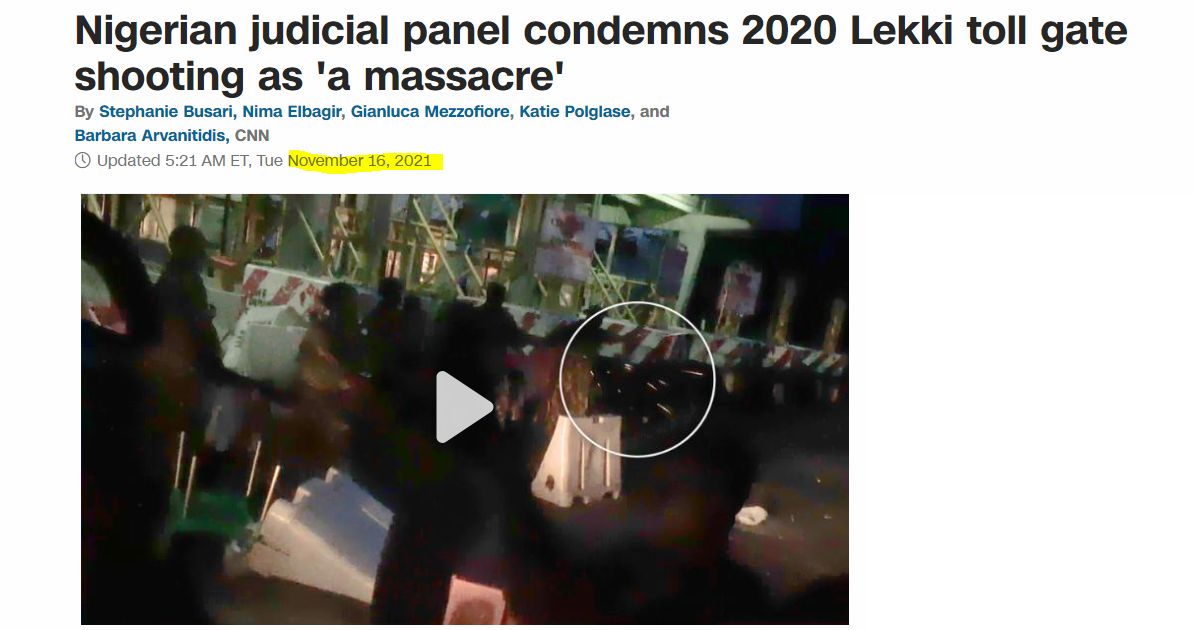 Nigerian judicial panel condemns 2020 Lekki toll gate
shooting as 'a massacre'
By Stephanie Busari, Nima Elbagir, Gianluca Mezzofiore, Katie Polglase, and
Barbara Arvanitidis, CNN
Updated 5:21 AM ET, Tue November 16, 2021